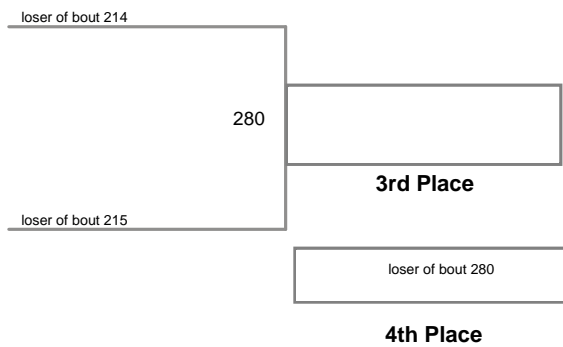 loser of bout 214
280
3rd Place
loser of bout 215
loser of bout 280
4th Place